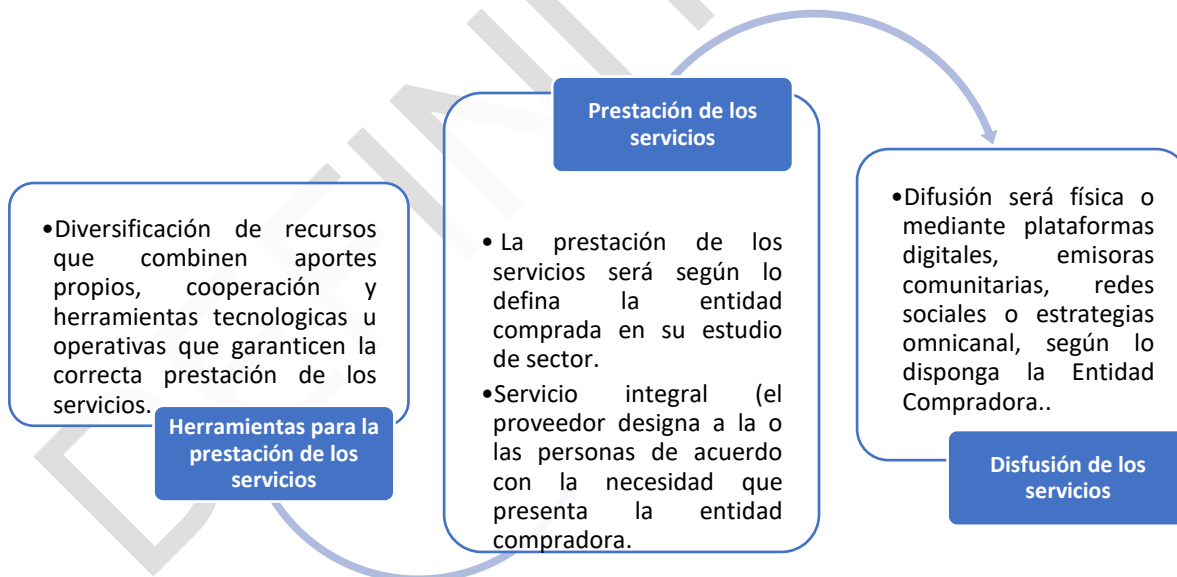 •Diversificación de recursos
que combinen aportes
propios, cooperación y
herramientas tecnologicas u
operativas que garanticen la
correcta prestación de los
servicios.
Herramientas para la
prestación de los
servicios
Prestación de los
servicios
• La prestación de los
servicios será según lo
defina la entidad
comprada en su estudio
de sector.
•Servicio integral (el
proveedor designa a la o
las personas de acuerdo
con la necesidad que
presenta la entidad
compradora.
•Difusión será física o
mediante plataformas
digitales, emisoras
comunitarias, redes
sociales o estrategias
omnicanal, según lo
disponga la Entidad
Compradora..
Disfusión de los
servicios